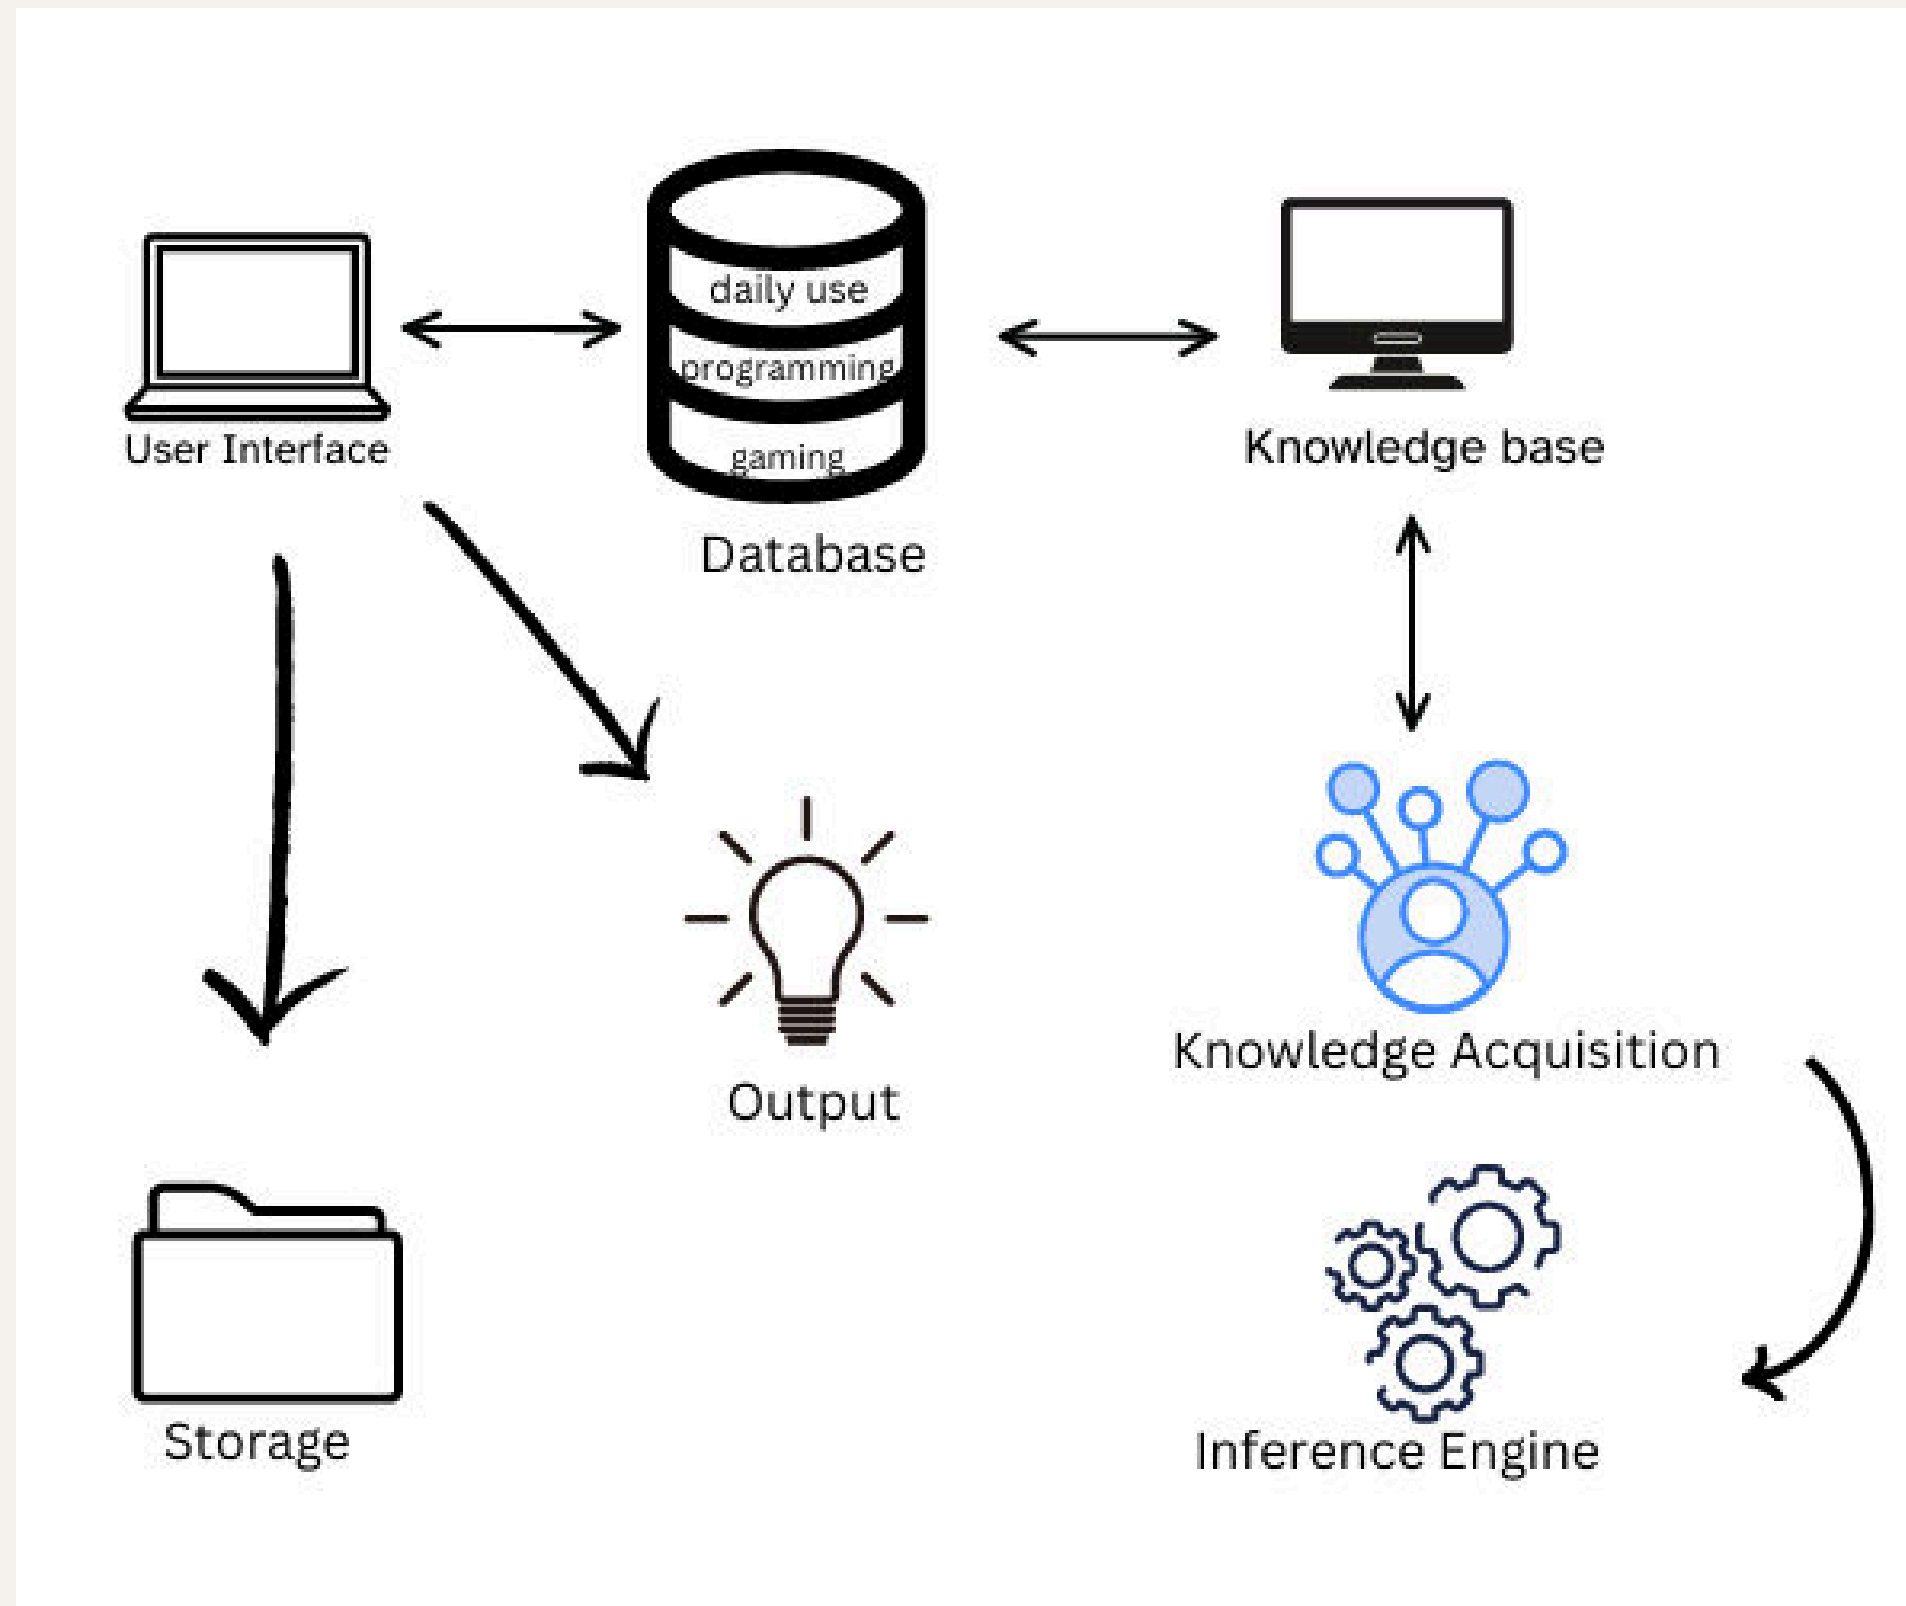 daily use
programming
gaming
User Interface
Knowledge base
Database
Output
Knowledge Acquisition
Storage
Inference Engine